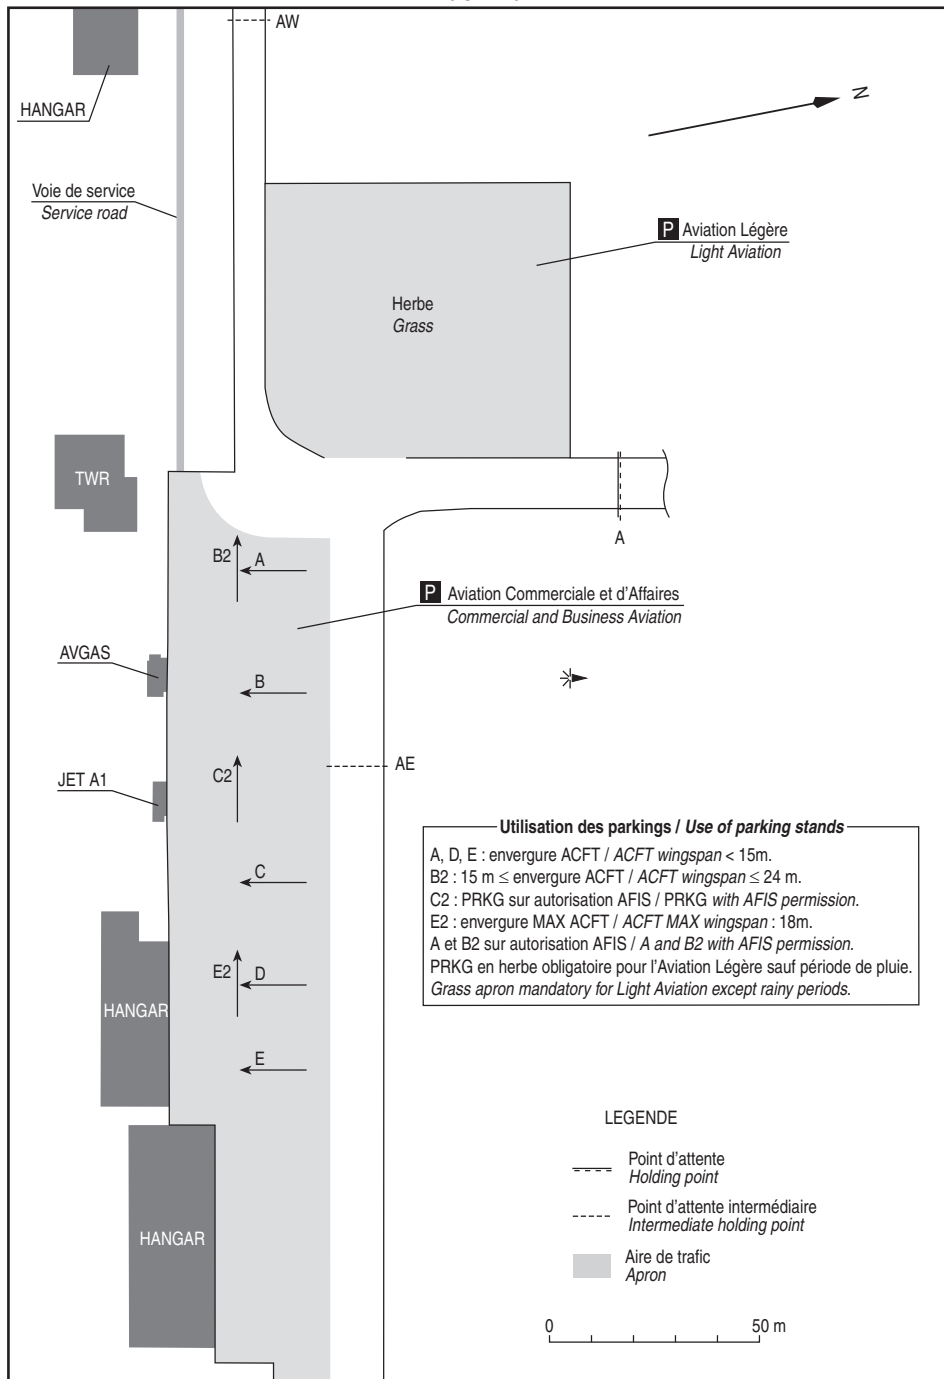 AW
HANGAR
N
Voie de service
Service road
P Aviation Légère
Light Aviation
Herbe
Grass
TWR
A
B2
A
P Aviation Commerciale et d'Affaires
Commercial and Business Aviation
AVGAS
B
AE
JET A1
C2
C
Utilisation des parkings / Use of parking stands
A, D, E : envergure ACFT / ACFT wingspan < 15m.
B2 : 15 m ≤ envergure ACFT / ACFT wingspan ≤ 24 m.
C2 : PRKG sur autorisation AFIS / PRKG with AFIS permission.
E2 : envergure MAX ACFT / ACFT MAX wingspan : 18m.
A et B2 sur autorisation AFIS / A and B2 with AFIS permission.
PRKG en herbe obligatoire pour l'Aviation Légère sauf période de pluie.
Grass apron mandatory for Light Aviation except rainy periods.
E2
D
HANGAR
E
LEGENDE
Point d'attente
Holding point
Point d'attente intermédiaire
Intermediate holding point
HANGAR
Aire de trafic
Apron
0 50 m